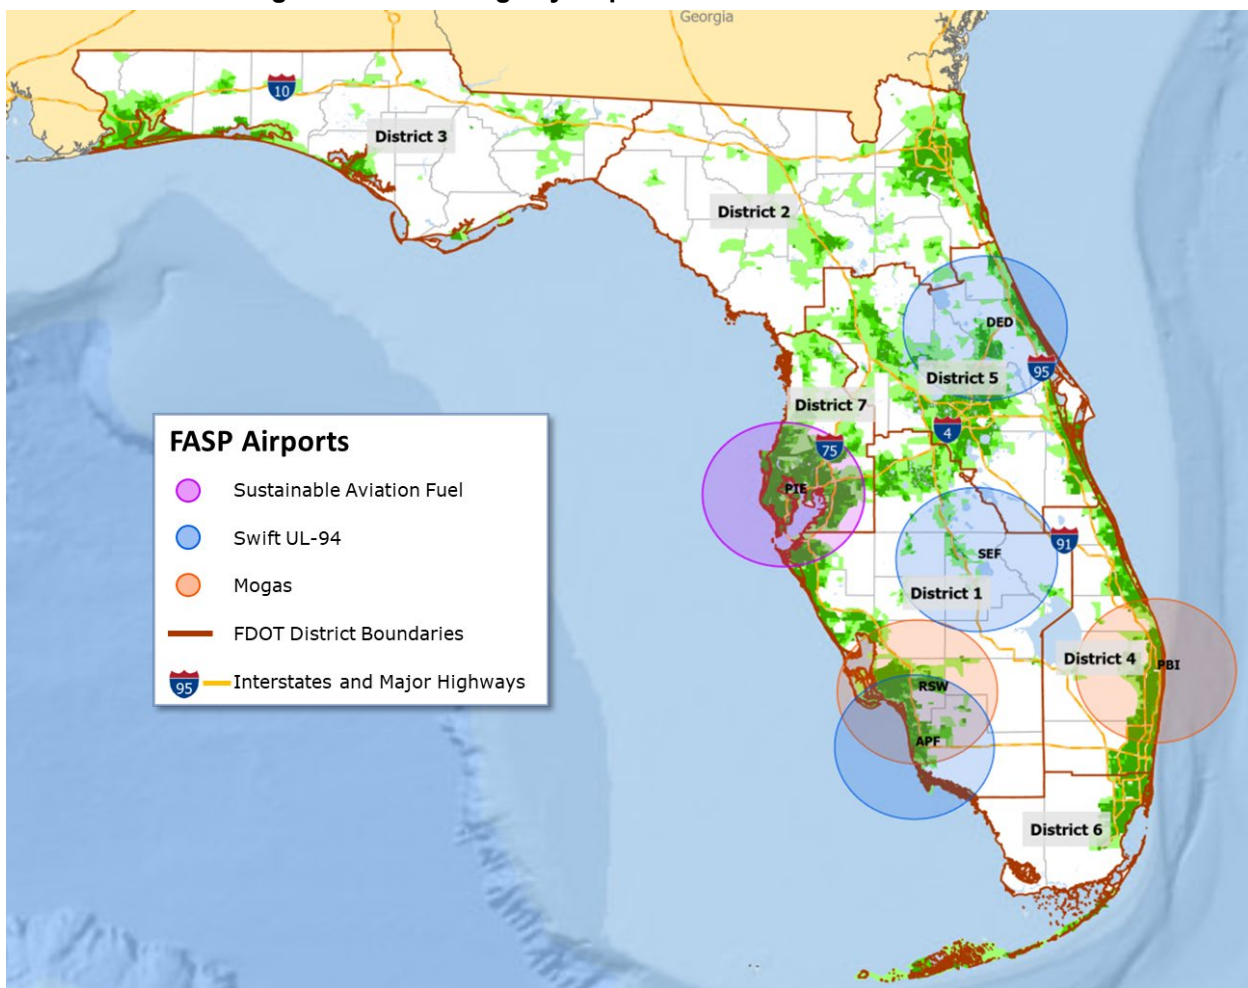 Georgia
10
District 3
District 2
DED
95
District 5
District 7
4
75
PIE
91
SEF
District 1
District 4
PBI
RSW
APF
District 6
FASP Airports
Sustainable Aviation Fuel
Swift UL-94
Mogas
FDOT District Boundaries
95 Interstates and Major Highways